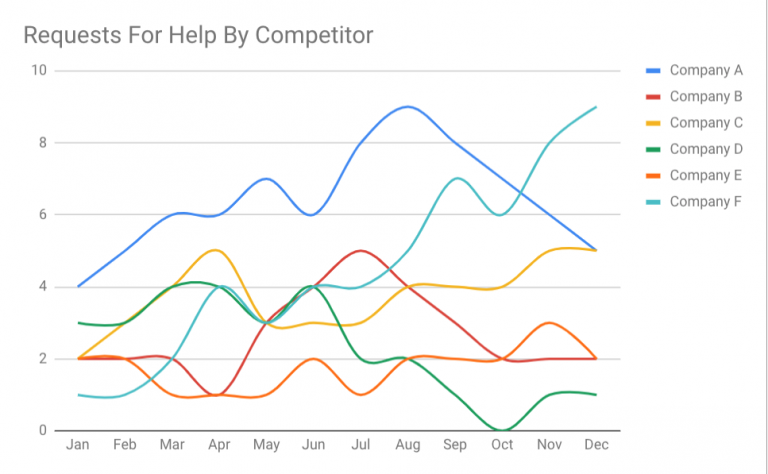 Requests For Help By Competitor
10
8
6
4
2
0
Jan Feb Mar Apr May Jun Jul Aug Sep Oct Nov Dec
Company A
Company B
Company C
Company D
Company E
Company F